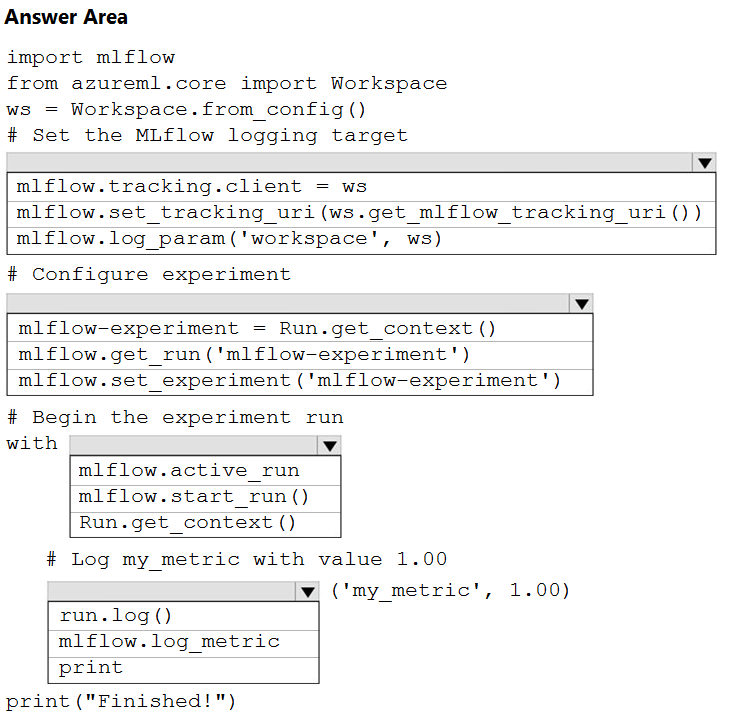 Answer Area
import mlflow
from azureml.core import Workspace
ws = Workspace.from_config()
# Set the MLflow logging target
mlflow.tracking.client = ws
mlflow.set_tracking_uri(ws.get_mlflow_tracking_uri())
mlflow.log_param('workspace', ws)
# Configure experiment
mlflow-experiment = Run.get_context()
mlflow.get_run('mlflow-experiment')
mlflow.set_experiment('mlflow-experiment')
# Begin the experiment run
with
mlflow.active_run
mlflow.start_run()
Run.get_context()
# Log my_metric with value 1.00
('my_metric', 1.00)
run.log()
mlflow.log_metric
print
print("Finished!")